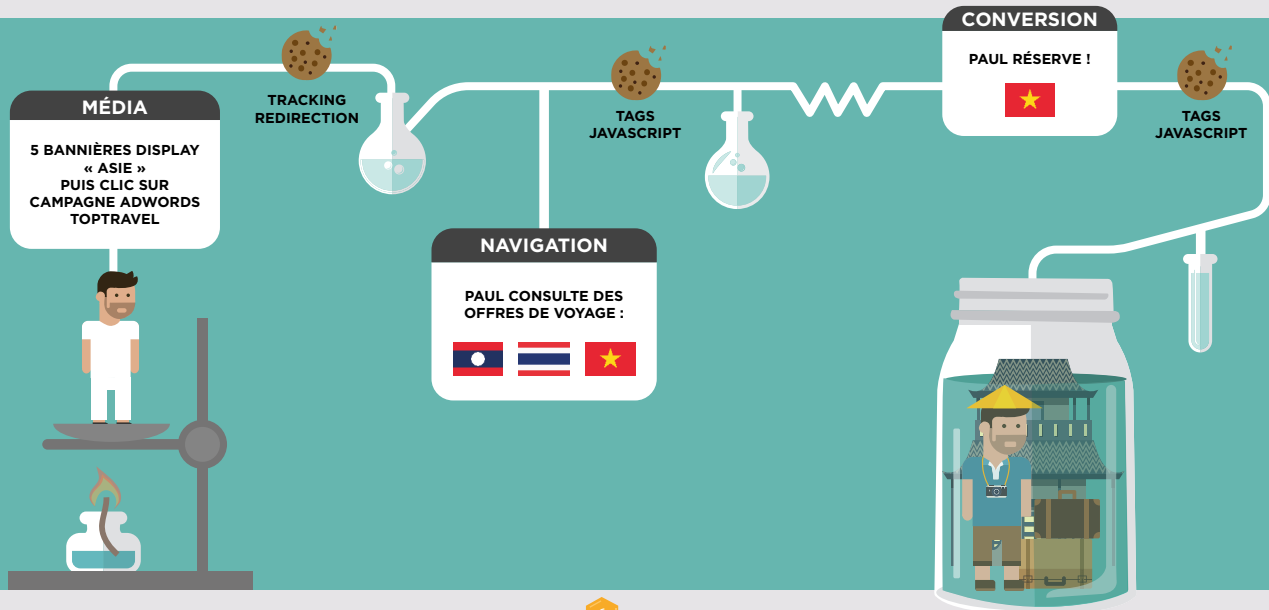 MÉDIA
5 BANNIÈRES DISPLAY
« ASIE »
PUIS CLIC SUR
CAMPAGNE ADWORDS
TOPTRAVEL
TRACKING
REDIRECTION
NAVIGATION
PAUL CONSULTE DES
OFFRES DE VOYAGE :
TAGS
JAVASCRIPT
CONVERSION
PAUL RÉSERVE !
TAGS
JAVASCRIPT